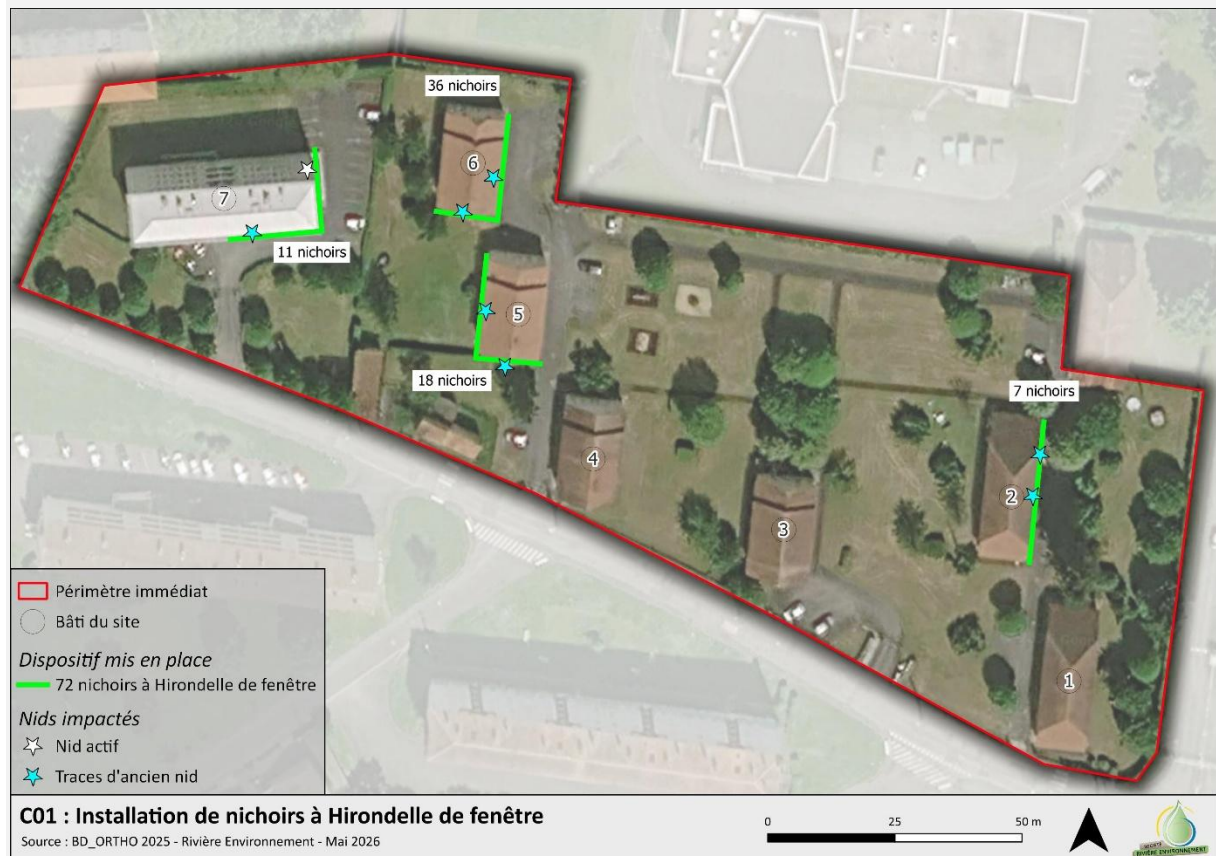 36 nichoirs
6
7
11 nichoirs
5
18 nichoirs
7 nichoirs
4
2
3
1
Périmètre immédiat
Bâti du site
Dispositif mis en place
72 nichoirs à Hirondelle de fenêtre
Nids impactés
Nid actif
Traces d'ancien nid
C01 : Installation de nichoirs à Hirondelle de fenêtre
Source : BD_ORTHO 2025 - Rivière Environnement - Mai 2026
0 25 50 m
RIVIÈRE ENVIRONNEMENT